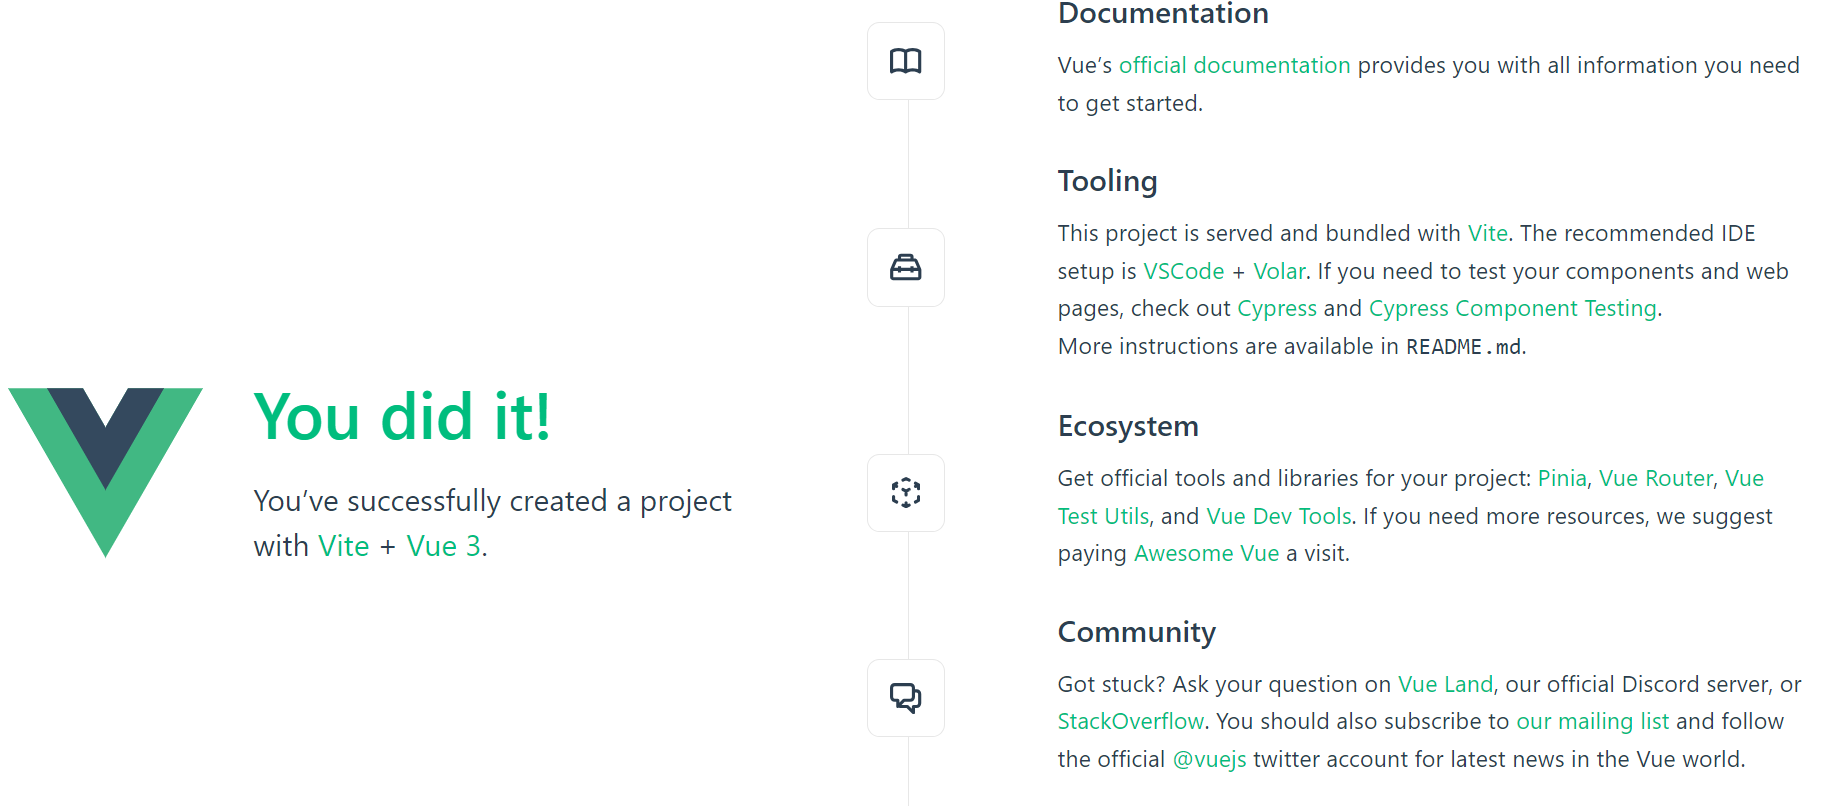 You did it!
You’ve successfully created a project
with Vite + Vue 3.
Documentation
Vue’s official documentation provides you with all information you need
to get started.
Tooling
This project is served and bundled with Vite. The recommended IDE
setup is VSCode + Volar. If you need to test your components and web
pages, check out Cypress and Cypress Component Testing.
More instructions are available in README.md.
Ecosystem
Get official tools and libraries for your project: Pinia, Vue Router, Vue
Test Utils, and Vue Dev Tools. If you need more resources, we suggest
paying Awesome Vue a visit.
Community
Got stuck? Ask your question on Vue Land, our official Discord server, or
StackOverflow. You should also subscribe to our mailing list and follow
the official @vuejs twitter account for latest news in the Vue world.